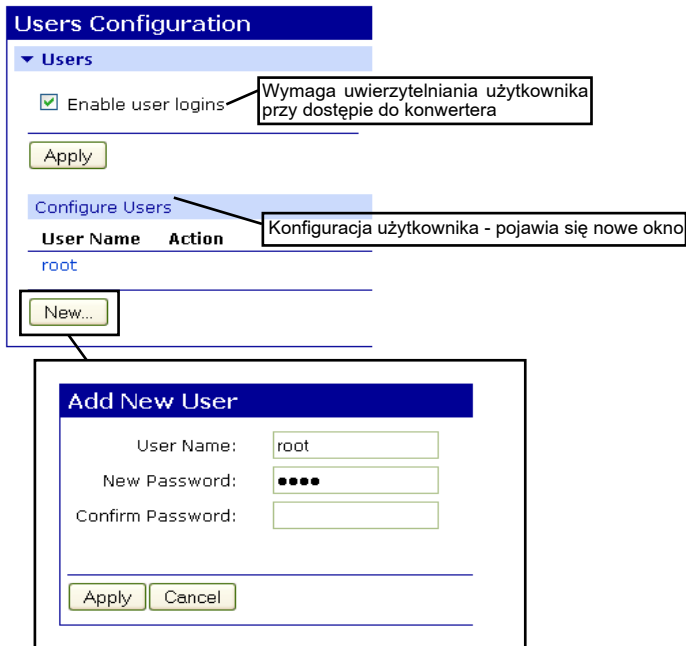 Users Configuration
Users
Enable user logins
Wymaga uwierzytelniania użytkownika
przy dostępie do konwertera
Apply
Configure Users
Konfiguracja użytkownika - pojawia się nowe okno
User Name Action
root
New...
Add New User
User Name: root
New Password: ●●●●
Confirm Password:
Apply Cancel